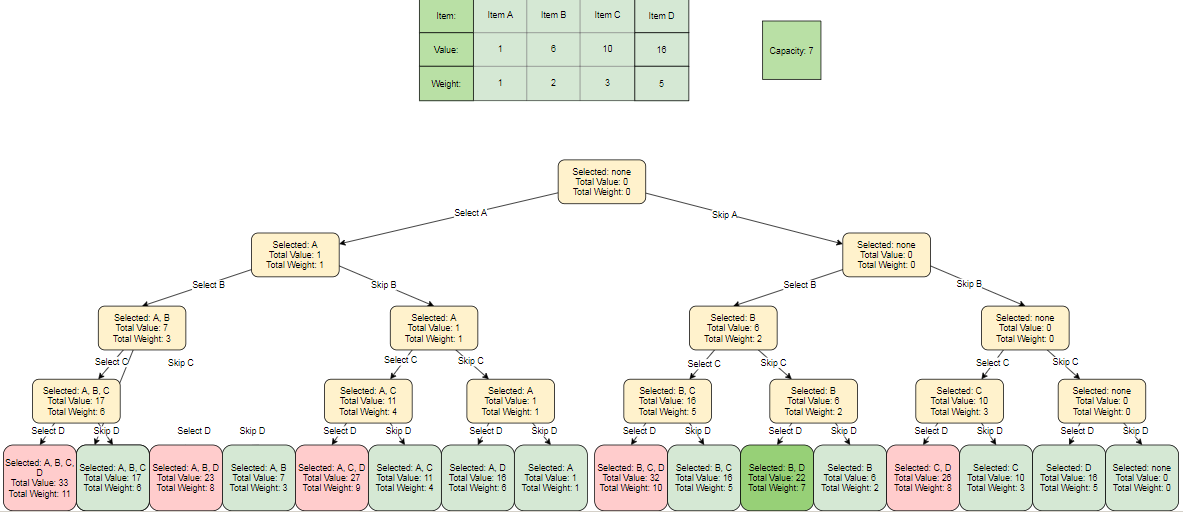 Item:
Item A
Item B
Item C
Item D
Value:
1
6
10
16
Weight:
1
2
3
5
Capacity: 7
Selected: none
Total Value: 0
Total Weight: 0
Select A
Skip A
Selected: A
Total Value: 1
Total Weight: 1
Selected: none
Total Value: 0
Total Weight: 0
Select B
Skip B
Select B
Skip B
Selected: A, B
Total Value: 7
Total Weight: 3
Selected: A
Total Value: 1
Total Weight: 1
Selected: B
Total Value: 6
Total Weight: 2
Selected: none
Total Value: 0
Total Weight: 0
Select C
Skip C
Select C
Skip C
Select C
Skip C
Select C
Skip C
Selected: A, B, C
Total Value: 17
Total Weight: 6
Selected: A, C
Total Value: 11
Total Weight: 4
Selected: A
Total Value: 1
Total Weight: 1
Selected: B, C
Total Value: 16
Total Weight: 5
Selected: B
Total Value: 6
Total Weight: 2
Selected: C
Total Value: 10
Total Weight: 3
Selected: none
Total Value: 0
Total Weight: 0
Select D
Skip D
Select D
Skip D
Select D
Skip D
Select D
Skip D
Select D
Skip D
Select D
Skip D
Select D
Skip D
Select D
Skip D
Selected: A, B, C,
D
Total Value: 33
Total Weight: 11
Selected: A, B, C
Total Value: 17
Total Weight: 6
Selected: A, B, D
Total Value: 23
Total Weight: 8
Selected: A, B
Total Value: 7
Total Weight: 3
Selected: A, C, D
Total Value: 27
Total Weight: 9
Selected: A, C
Total Value: 11
Total Weight: 4
Selected: A, D
Total Value: 16
Total Weight: 6
Selected: A
Total Value: 1
Total Weight: 1
Selected: B, C, D
Total Value: 32
Total Weight: 10
Selected: B, C
Total Value: 16
Total Weight: 5
Selected: B, D
Total Value: 22
Total Weight: 7
Selected: B
Total Value: 6
Total Weight: 2
Selected: C, D
Total Value: 26
Total Weight: 8
Selected: C
Total Value: 10
Total Weight: 3
Selected: D
Total Value: 16
Total Weight: 5
Selected: none
Total Value: 0
Total Weight: 0